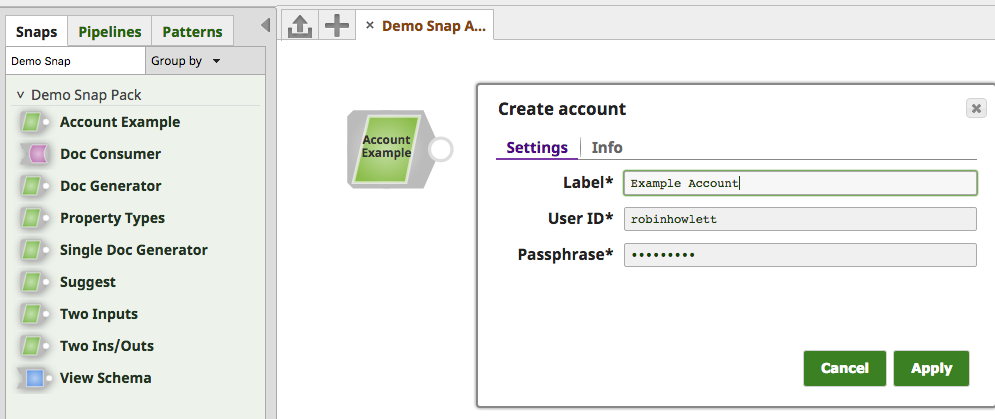 Snaps Pipelines Patterns
Demo Snap Group by
Demo Snap Pack
Account Example
Doc Consumer
Doc Generator
Property Types
Single Doc Generator
Suggest
Two Inputs
Two Ins/Outs
View Schema
Demo Snap A...
Account
Example
Create account
Settings Info
Label* Example Account
User ID* robinhowlett
Passphrase* •••••••••
Cancel Apply